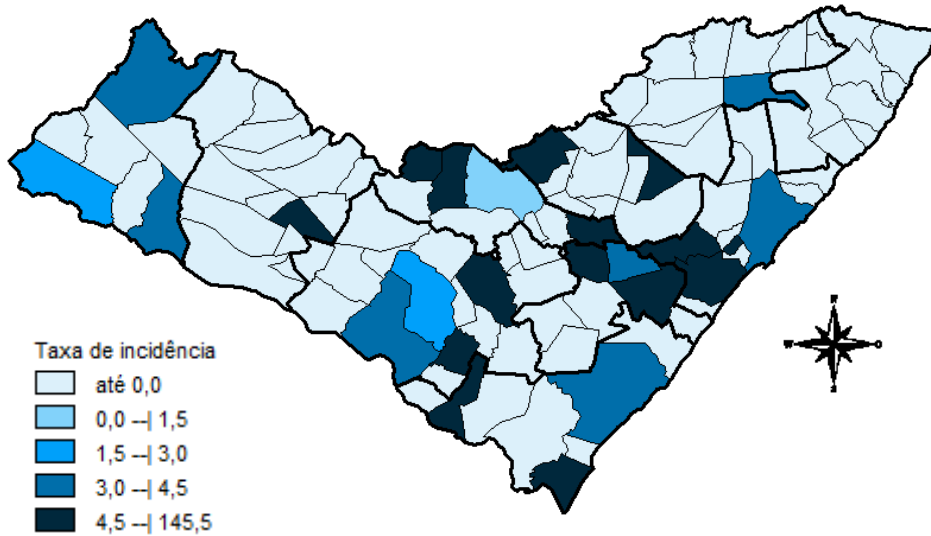 Taxa de incidência
até 0,0
0,0 --| 1,5
1,5 --| 3,0
3,0 --| 4,5
4,5 --| 145,5
N
W
O
S